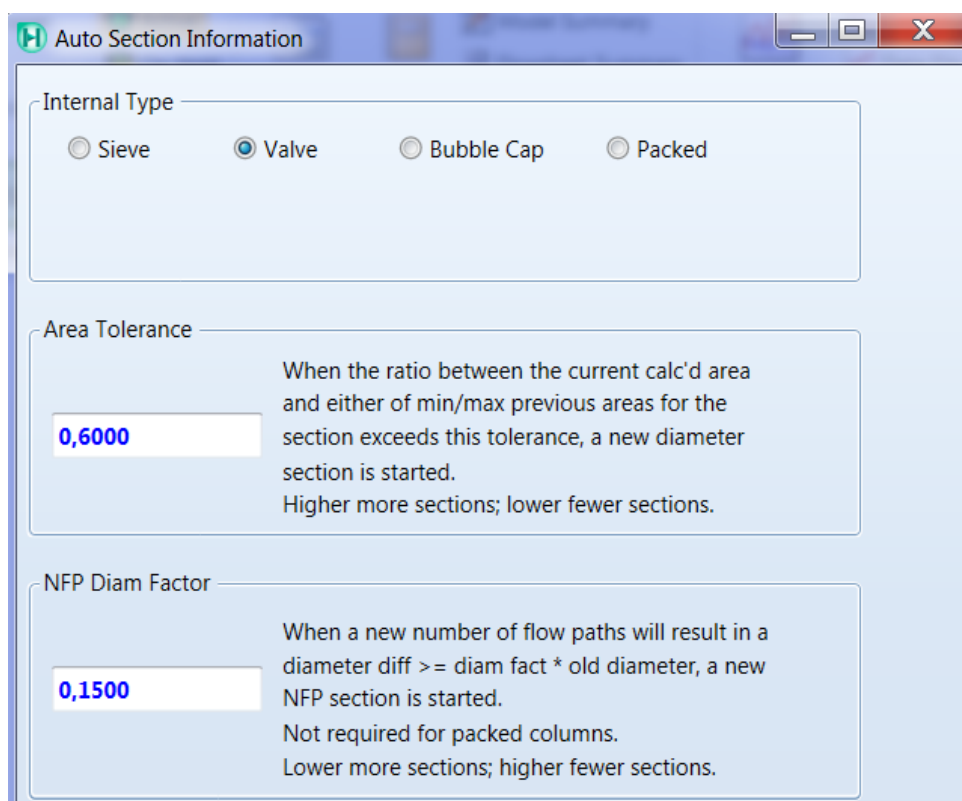 Model Summary
Auto Section Information
Internal Type
Sieve Valve Bubble Cap Packed
Area Tolerance
When the ratio between the current calc'd area
and either of min/max previous areas for the
0,6000
section exceeds this tolerance, a new diameter
section is started.
Higher more sections; lower fewer sections.
NFP Diam Factor
When a new number of flow paths will result in a
diameter diff >= diam fact * old diameter, a new
0,1500
NFP section is started.
Not required for packed columns.
Lower more sections; higher fewer sections.